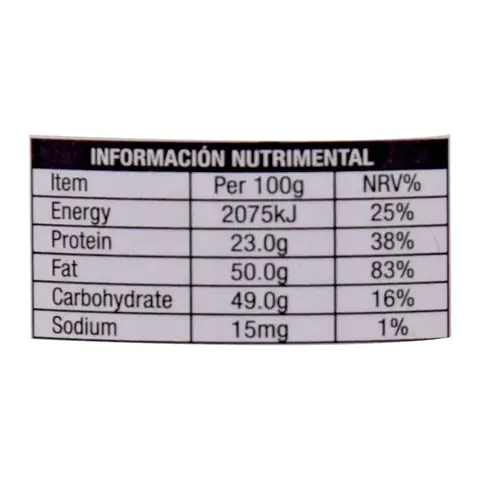 INFORMACIÓN NUTRIMENTAL
Item Per 100g NRV%
Energy 2075kJ 25%
Protein 23.0g 38%
Fat 50.0g 83%
Carbohydrate 49.0g 16%
Sodium 15mg 1%